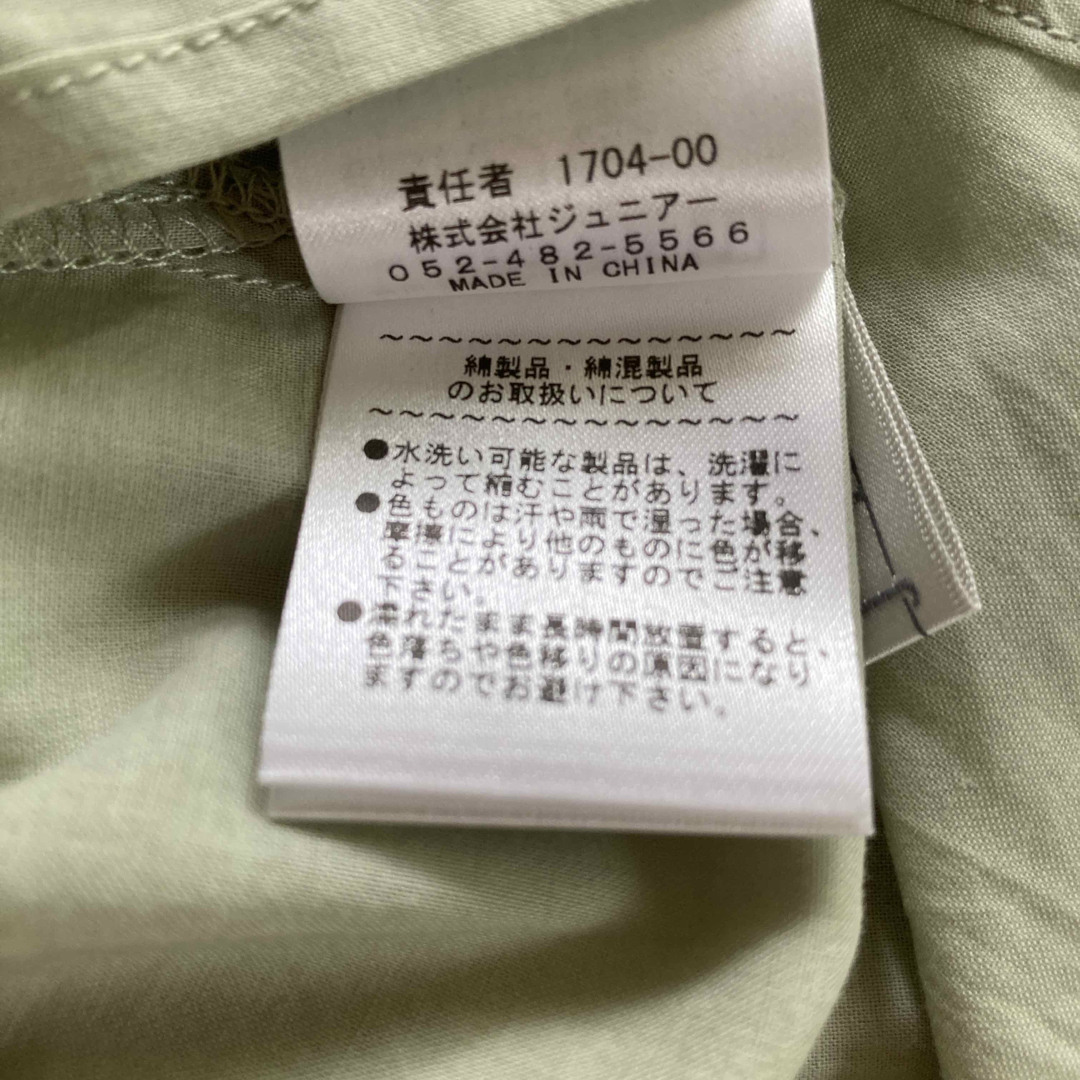 責任者 1704-00
株式会社ジュニアー
052-482-5566
MADE IN CHINA
~~~~~~~~~~~~~~~
綿製品・綿混製品
のお取扱いについて
~~~~~~~~~~~~~~~
●水洗い可能な製品は、洗濯に
よって縮むことがあります。
●色ものは汗や雨で湿った場合、
摩擦により他のものに色が移
ることがありますのでご注意
下さい。
●濡れたまま長時間放置すると、
色落ちや色移りの原因になり
ますのでお避け下さい。